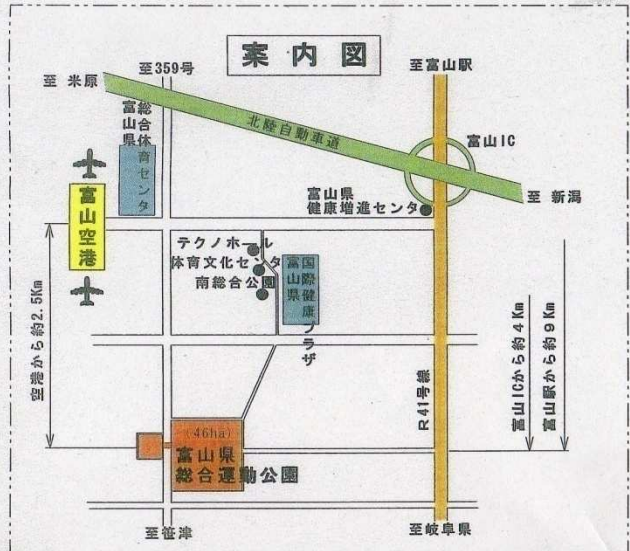 案内図
至359号
至富山駅
至 米原
北陸自動車道
富山IC
至 新潟
富山県
総合体育センタ
富山県
健康増進センタ
富山空港
テクノホール
体育文化センタ
南総合公園
富山県
国際健康プラザ
空港から約2.5Km
R41号線
富山ICから約4Km
富山駅から約9Km
(46ha)
富山県
総合運動公園
至笹津
至岐阜県